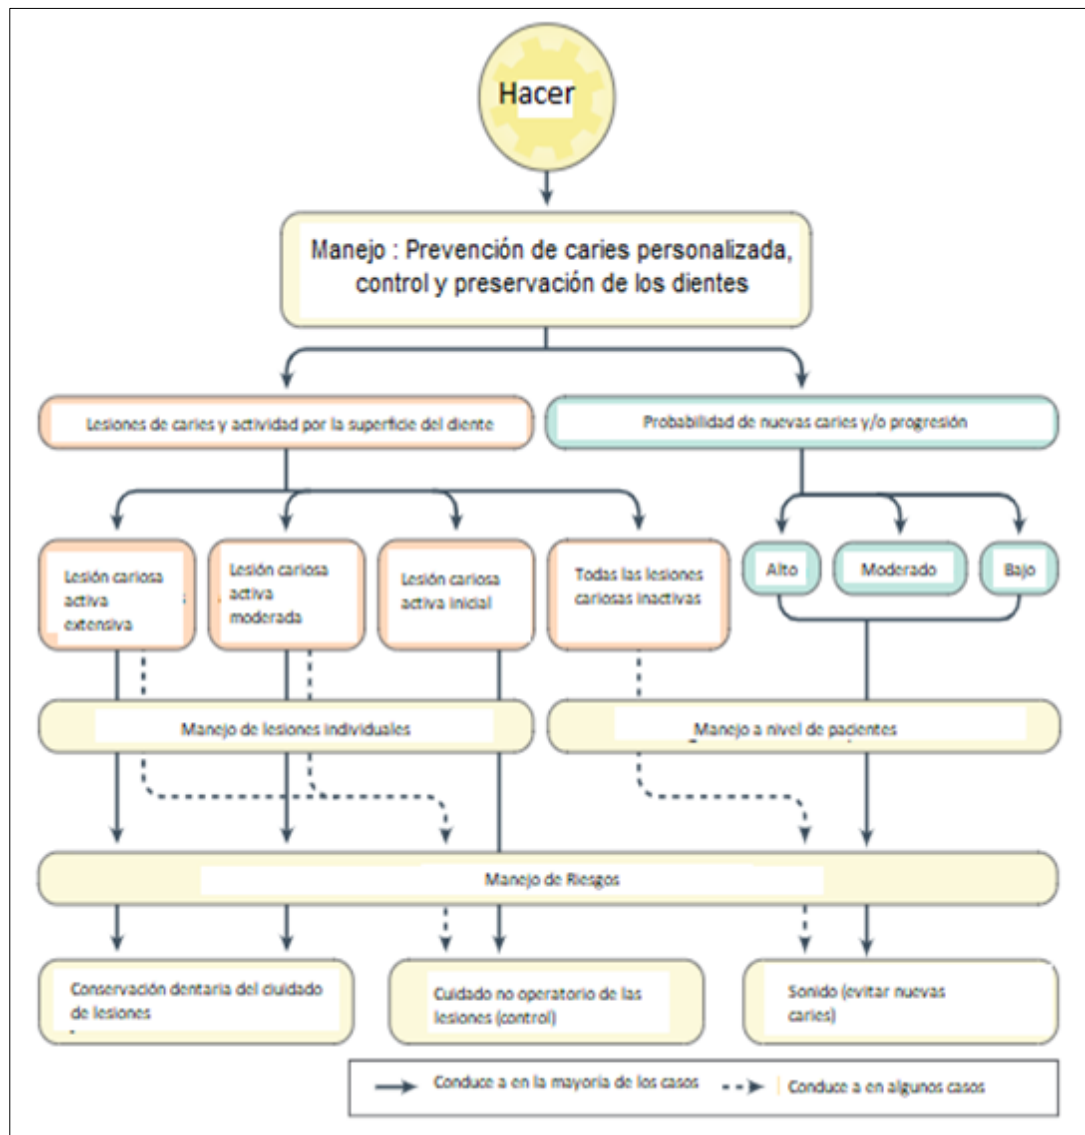 Hacer
Manejo : Prevención de caries personalizada,
control y preservación de los dientes
Lesiones de caries y actividad por la superficie del diente
Probabilidad de nuevas caries y/o progresión
Lesión cariosa
activa
extensiva
Lesión cariosa
activa
moderada
Lesión cariosa
activa inicial
Todas las lesiones
cariosas inactivas
Alto
Moderado
Bajo
Manejo de lesiones individuales
Manejo a nivel de pacientes
Manejo de Riesgos
Conservación dentaria del ciuidado
de lesiones
Cuidado no operatorio de las
lesiones (control)
Sonido (evitar nuevas
caries)
Conduce a en la mayoria de los casos
Conduce a en algunos casos